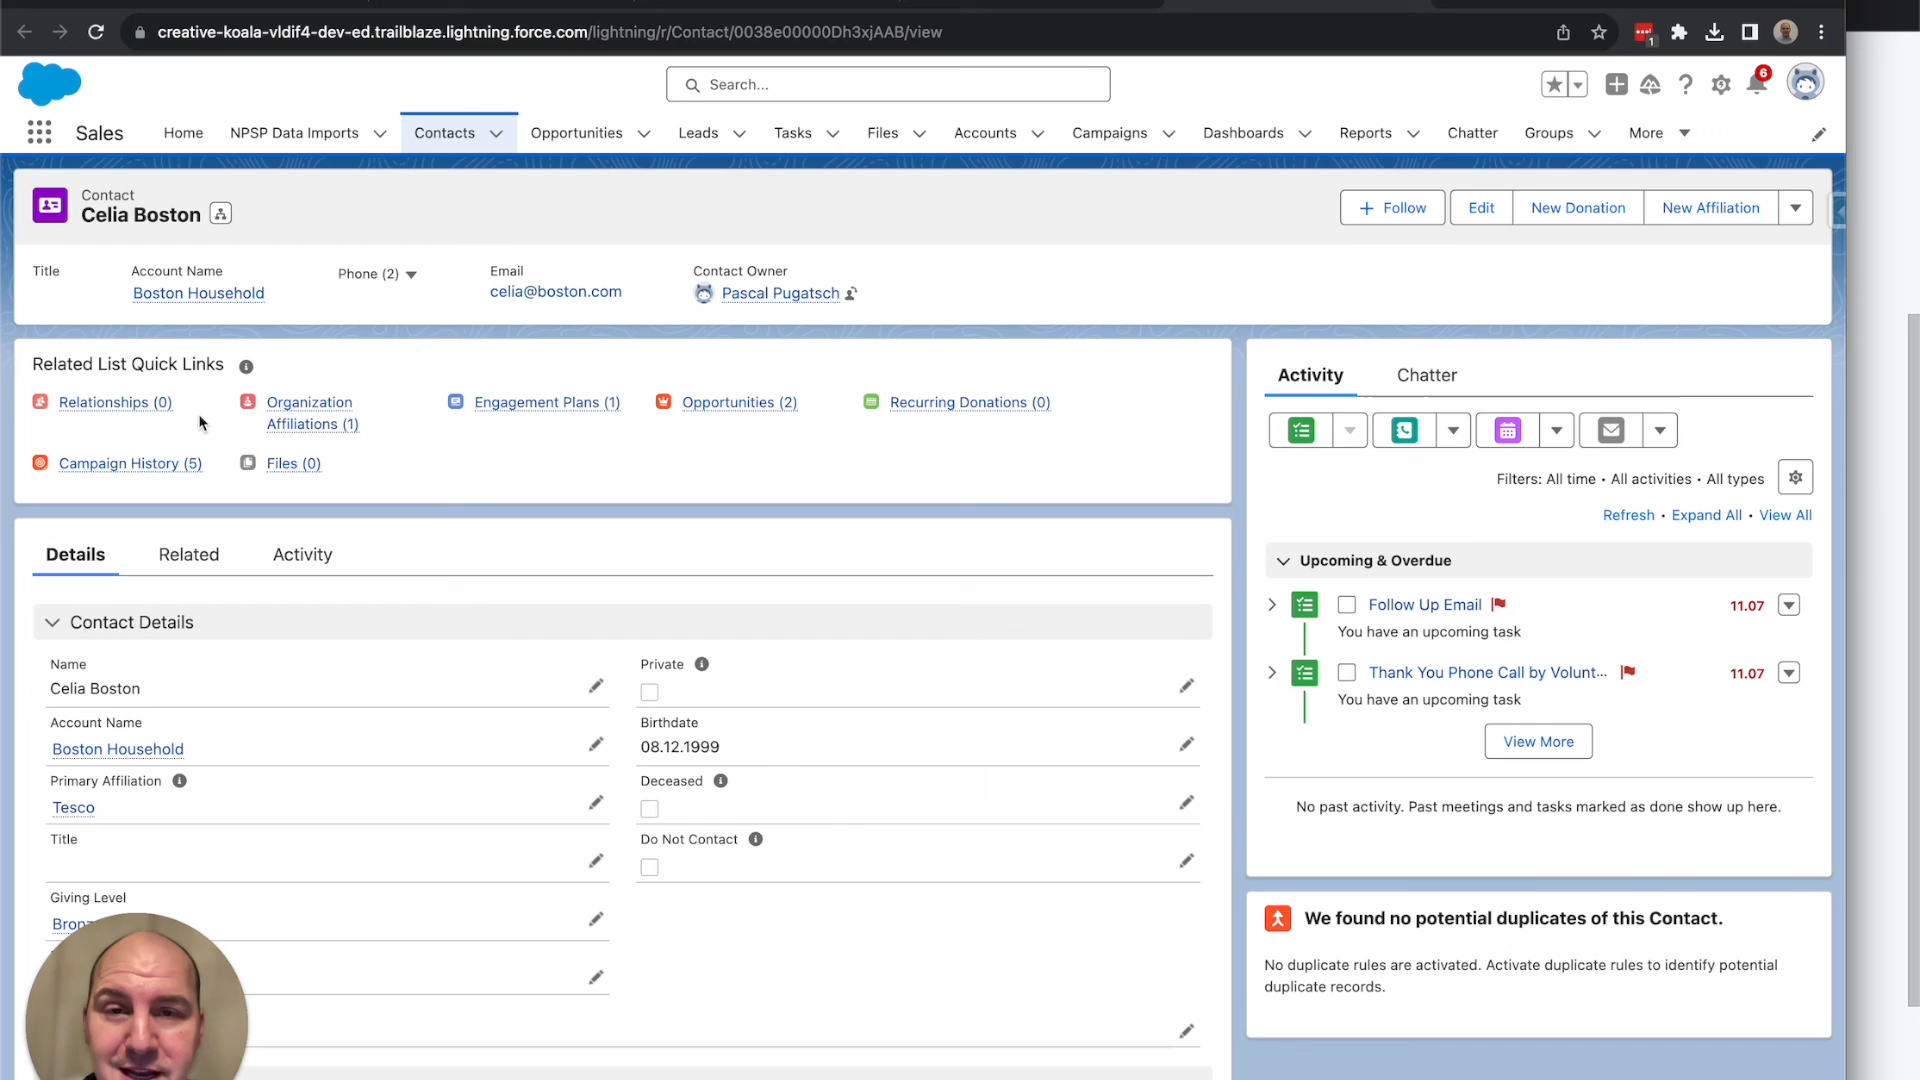 creative-koala-vldif4-dev-ed.trailblaze.lightning.force.com/lightning/r/Contact/0038e00000Dh3xjAAB/view
1
Search...
6
Sales
Home
NPSP Data Imports
Contacts
Opportunities
Leads
Tasks
Files
Accounts
Campaigns
Dashboards
Reports
Chatter
Groups
More
Contact
Celia Boston
Follow
Edit
New Donation
New Affiliation
Title
Account Name
Boston Household
Phone (2)
Email
celia@boston.com
Contact Owner
Pascal Pugatsch
Related List Quick Links
Relationships (0)
Organization
Affiliations (1)
Engagement Plans (1)
Opportunities (2)
Recurring Donations (0)
Campaign History (5)
Files (0)
Details
Related
Activity
Contact Details
Name
Celia Boston
Private
Account Name
Boston Household
Birthdate
08.12.1999
Primary Affiliation
Tesco
Deceased
Title
Do Not Contact
Giving Level
Activity
Chatter
Filters: All time • All activities • All types
Refresh • Expand All • View All
Upcoming & Overdue
Follow Up Email
11.07
You have an upcoming task
Thank You Phone Call by Volunt...
11.07
You have an upcoming task
View More
No past activity. Past meetings and tasks marked as done show up here.
We found no potential duplicates of this Contact.
No duplicate rules are activated. Activate duplicate rules to identify potential
duplicate records.